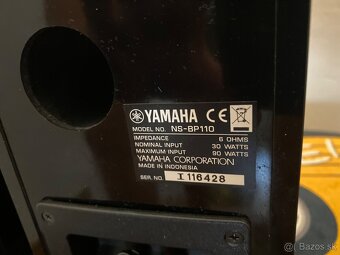 YAMAHA CE
MODEL NO. NS-BP110
IMPEDANCE 6 OHMS
NOMINAL INPUT 30 WATTS
MAXIMUM INPUT 90 WATTS
YAMAHA CORPORATION
MADE IN INDONESIA
SER. NO. I 116428
© Bazos.sk